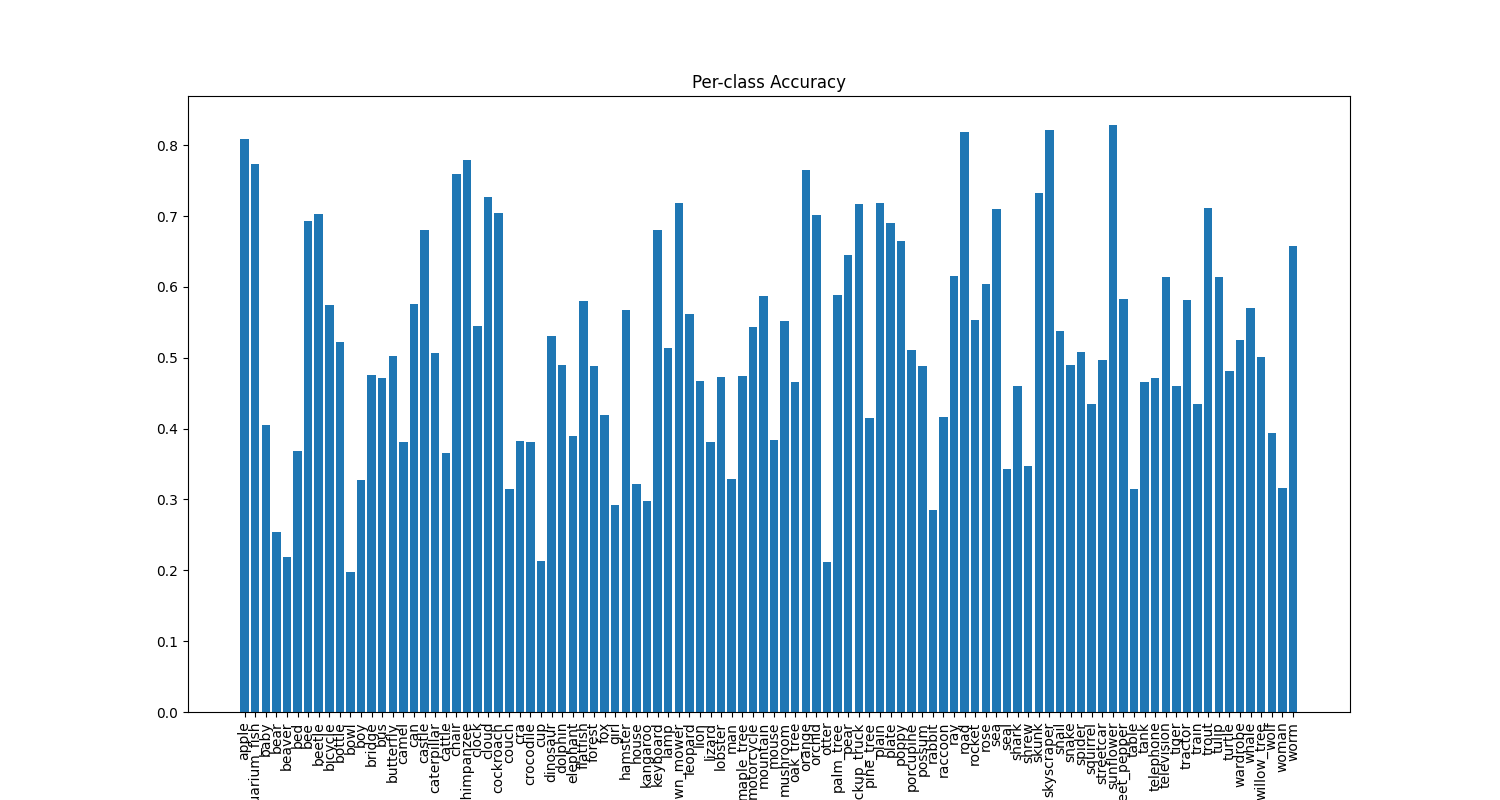 Per-class Accuracy
0.8
0.7
0.6
0.5
0.4
0.3
0.2
0.1
0.0
apple
uarium_fish
baby
bear
beaver
bed
bee
beetle
bicycle
bottle
bowl
boy
bridge
bus
butterfly
camel
can
castle
caterpillar
cattle
chair
himpanzee
clock
cloud
cockroach
couch
cra
crocodile
cup
dinosaur
dolphin
elephant
flatfish
forest
fox
girl
hamster
house
kangaroo
keyboard
lamp
wn_mower
leopard
lion
lizard
lobster
man
maple_tree
motorcycle
mountain
mouse
mushroom
oak_tree
orange
orchid
otter
palm_tree
pear
ckup_truck
pine_tree
plain
plate
poppy
porcupine
possum
rabbit
raccoon
ray
road
rocket
rose
sea
seal
shark
shrew
skunk
skyscraper
snail
snake
spider
squirrel
streetcar
sunflower
eet_pepper
table
tank
telephone
television
tiger
tractor
train
trout
tulip
turtle
wardrobe
whale
willow_tree
wolf
woman
worm